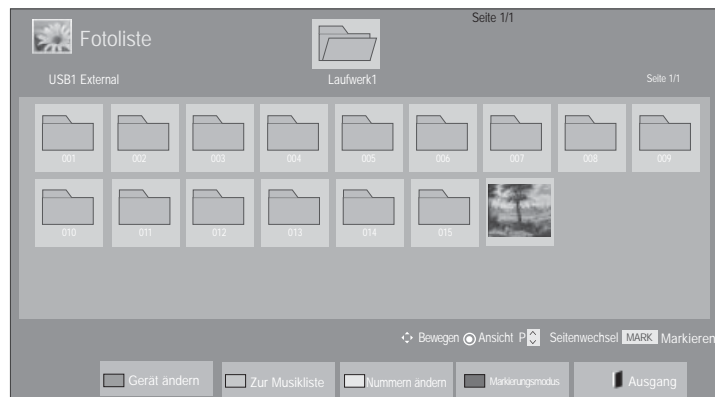 Seite 1/1
Fotoliste
USB1 External
Laufwerk1
Seite 1/1
001 002 003 004 005 006 007 008 009
010 011 012 013 014 015
Bewegen Ansicht P Seitenwechsel MARK Markieren
Gerät ändern Zur Musikliste Nummern ändern Markierungsmodus Ausgang